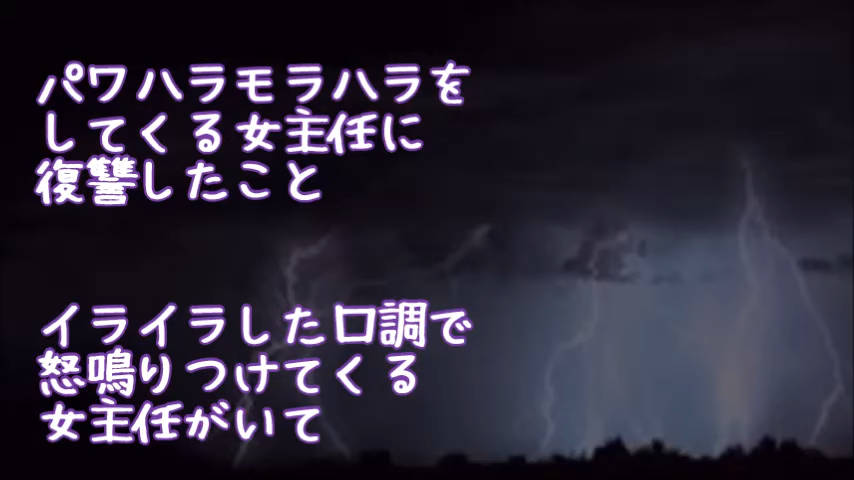 パワハラモラハラを
してくる女主任に
復讐したこと
イライラした口調で
怒鳴りつけてくる
女主任がいて